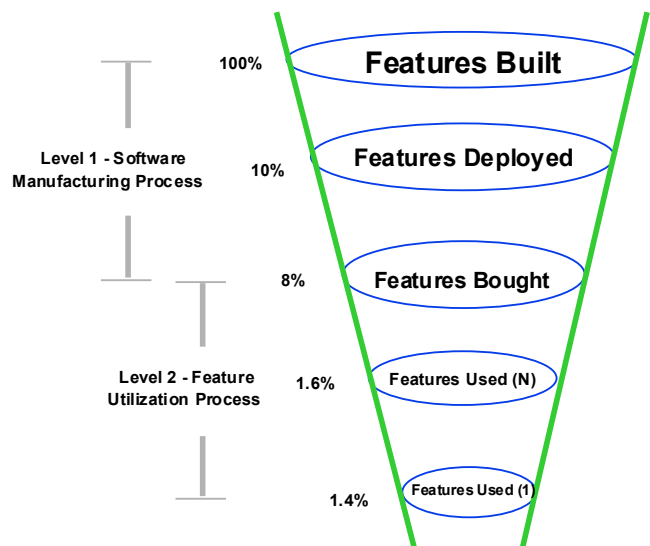 100%
Features Built
Level 1 - Software
Manufacturing Process
10%
Features Deployed
8%
Features Bought
Level 2 - Feature
Utilization Process
1.6%
Features Used (N)
1.4%
Features Used (1)